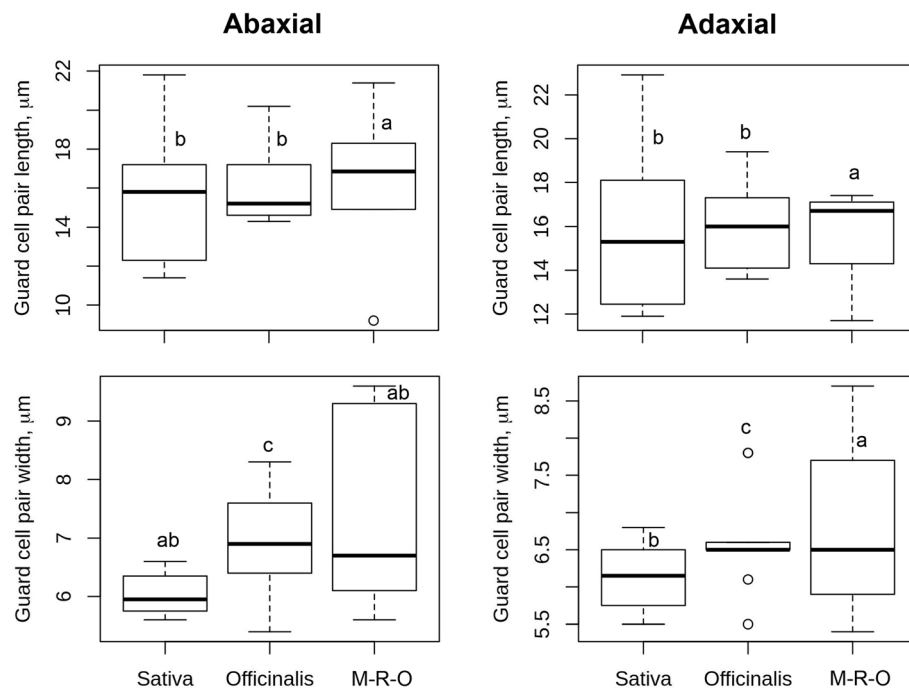 Abaxial
Adaxial
Guard cell pair length, μm
22
18
14
10
b
b
a
Guard cell pair length, μm
22
20
18
16
14
12
b
b
a
Guard cell pair width, μm
9
8
7
6
ab
c
ab
Sativa
Officinalis
M-R-O
Guard cell pair width, μm
8.5
7.5
6.5
5.5
b
c
a
Sativa
Officinalis
M-R-O